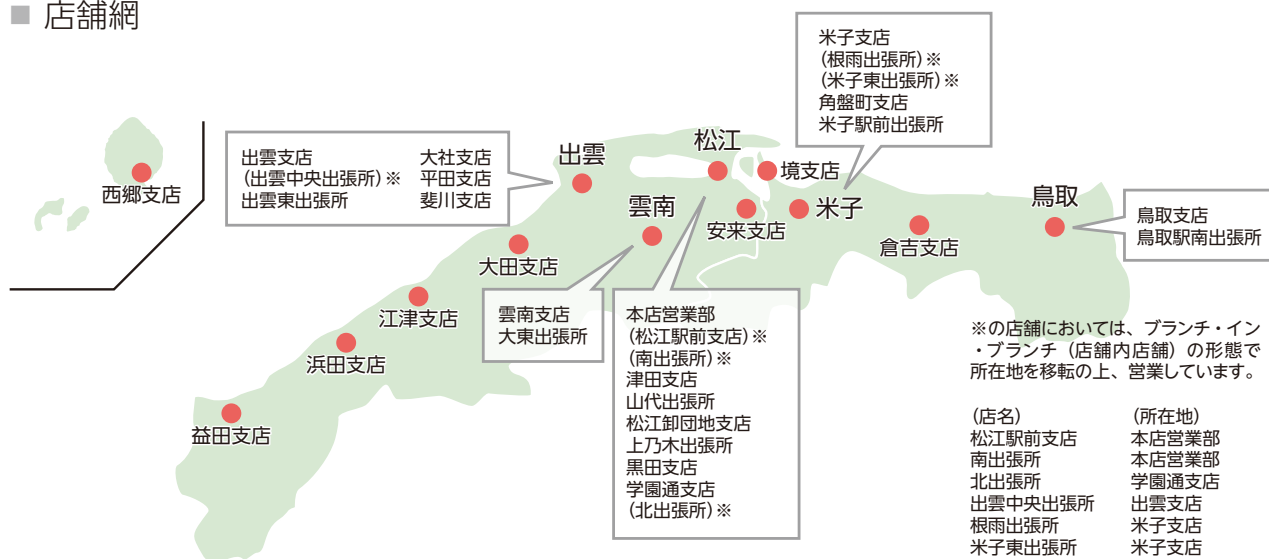 ■ 店舗網
米子支店
(根雨出張所)※
(米子東出張所)※
角盤町支店
米子駅前出張所
出雲支店 大社支店
(出雲中央出張所)※ 平田支店
出雲東出張所 斐川支店
出雲
松江
境支店
西郷支店
雲南
安来支店
米子
倉吉支店
鳥取
鳥取支店
鳥取駅南出張所
大田支店
江津支店
浜田支店
益田支店
雲南支店
大東出張所
本店営業部
(松江駅前支店)※
(南出張所)※
津田支店
山代出張所
松江卸団地支店
上乃木出張所
黒田支店
学園通支店
(北出張所)※
※の店舗においては、ブランチ・イン
・ブランチ（店舗内店舗）の形態で
所在地を移転の上、営業しています。
(店名) (所在地)
松江駅前支店 本店営業部
南出張所 本店営業部
北出張所 学園通支店
出雲中央出張所 出雲支店
根雨出張所 米子支店
米子東出張所 米子支店